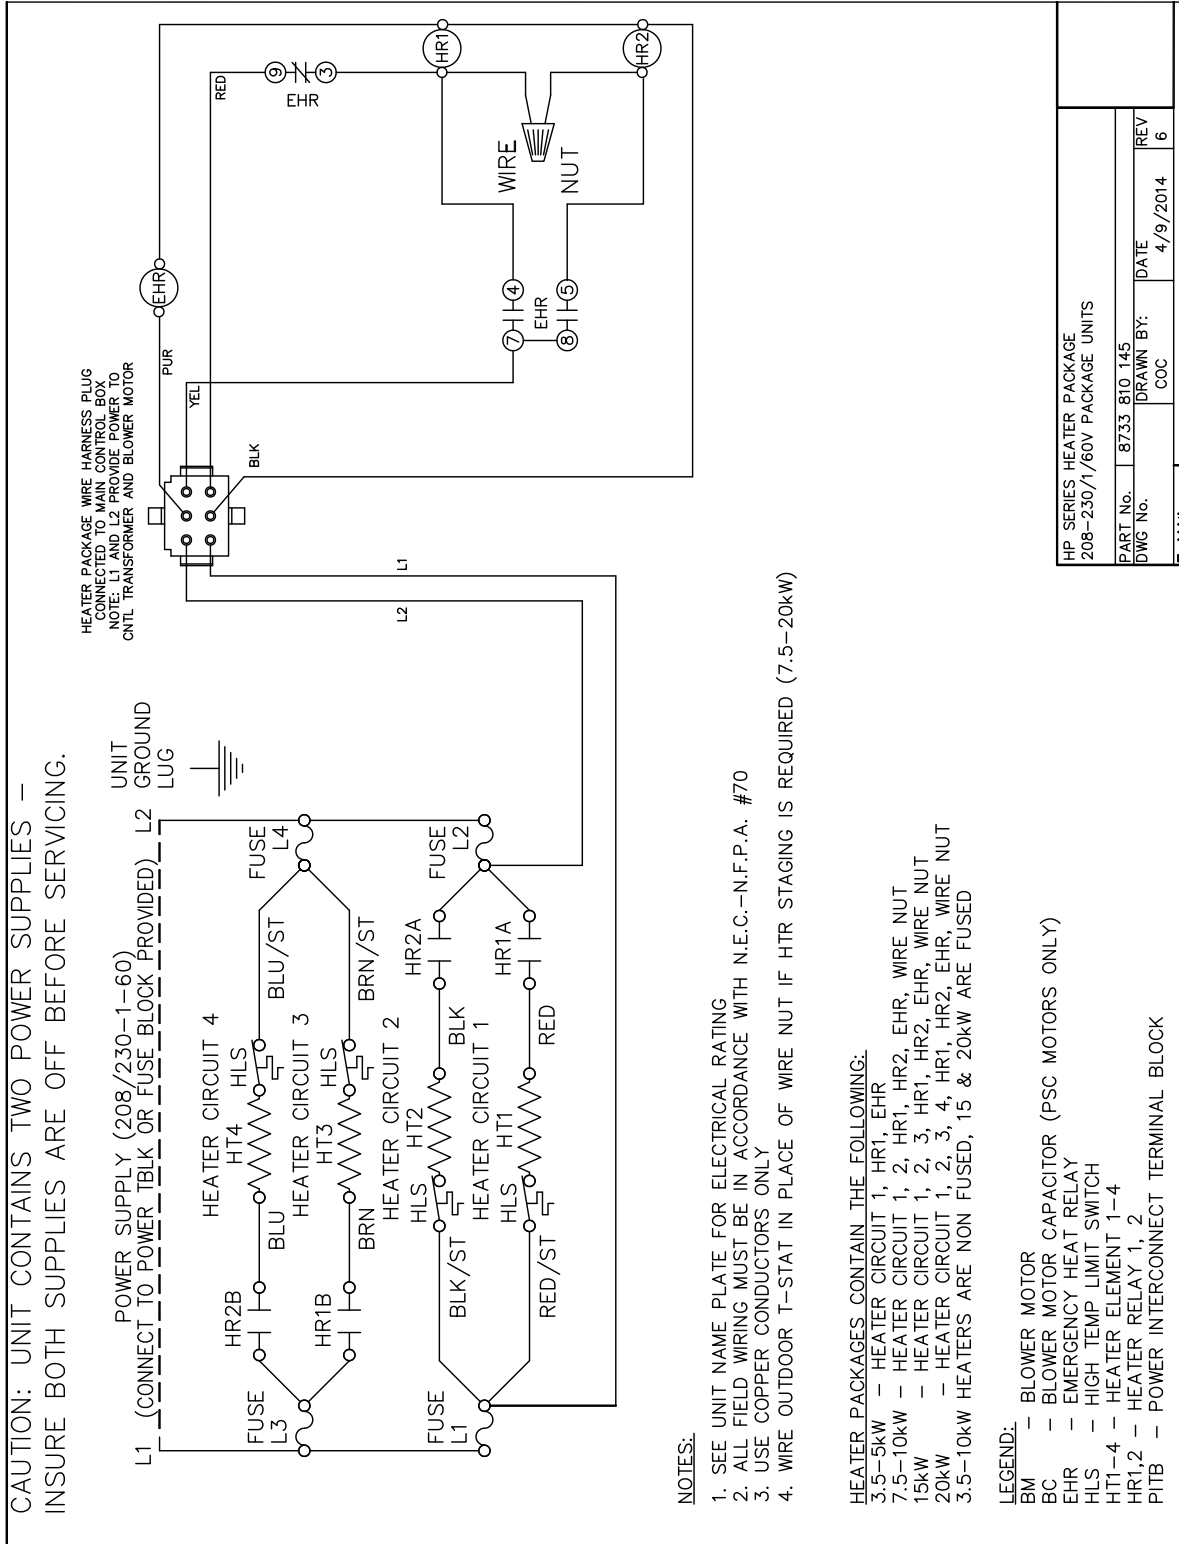 CAUTION: UNIT CONTAINS TWO POWER SUPPLIES –
INSURE BOTH SUPPLIES ARE OFF BEFORE SERVICING.
POWER SUPPLY (208/230-1-60)
L1 (CONNECT TO POWER TBLK OR FUSE BLOCK PROVIDED) L2
UNIT
GROUND
LUG
FUSE
L3
HR2B
BLU
HEATER CIRCUIT 4
HT4
HLS
BLU/ST
FUSE
L4
HR1B
BRN
HEATER CIRCUIT 3
HT3
HLS
BRN/ST
FUSE
L1
BLK/ST
HEATER CIRCUIT 2
HLS
HT2
BLK
HR2A
FUSE
L2
RED/ST
HEATER CIRCUIT 1
HLS
HT1
RED
HR1A
HEATER PACKAGE WIRE HARNESS PLUG
CONNECTED TO MAIN CONTROL BOX
NOTE: L1 AND L2 PROVIDE POWER TO
CNTL TRANSFORMER AND BLOWER MOTOR
L2
L1
PUR
YEL
BLK
RED
EHR
9
3
EHR
HR1
HR2
WIRE
NUT
7
4
EHR
8
5
NOTES:
1. SEE UNIT NAME PLATE FOR ELECTRICAL RATING
2. ALL FIELD WIRING MUST BE IN ACCORDANCE WITH N.E.C.-N.F.P.A. #70
3. USE COPPER CONDUCTORS ONLY
4. WIRE OUTDOOR T-STAT IN PLACE OF WIRE NUT IF HTR STAGING IS REQUIRED (7.5-20kW)
HEATER PACKAGES CONTAIN THE FOLLOWING:
3.5-5kW – HEATER CIRCUIT 1, HR1, EHR
7.5-10kW – HEATER CIRCUIT 1, 2, HR1, HR2, EHR, WIRE NUT
15kW – HEATER CIRCUIT 1, 2, 3, HR1, HR2, EHR, WIRE NUT
20kW – HEATER CIRCUIT 1, 2, 3, 4, HR1, HR2, EHR, WIRE NUT
3.5-10kW HEATERS ARE NON FUSED, 15 & 20kW ARE FUSED
LEGEND:
BM – BLOWER MOTOR
BC – BLOWER MOTOR CAPACITOR (PSC MOTORS ONLY)
EHR – EMERGENCY HEAT RELAY
HLS – HIGH TEMP LIMIT SWITCH
HT1-4 – HEATER ELEMENT 1-4
HR1,2 – HEATER RELAY 1, 2
PITB – POWER INTERCONNECT TERMINAL BLOCK
HP SERIES HEATER PACKAGE
208-230/1/60V PACKAGE UNITS
PART No. 8733 810 145
DWG No. DRAWN BY: DATE REV
COC 4/9/2014 6